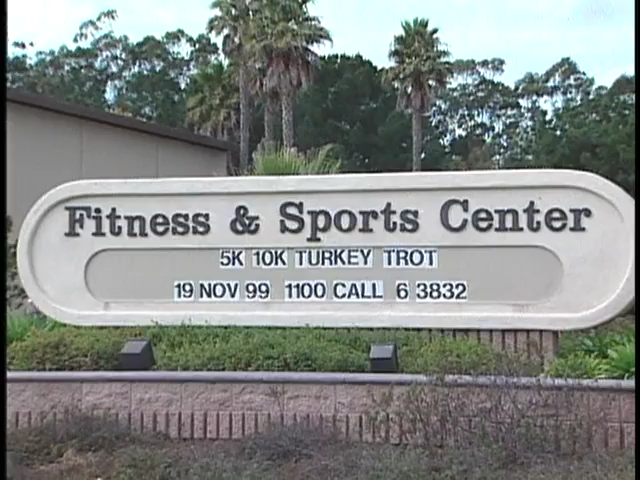 Fitness & Sports Center
5K 10K TURKEY TROT
19 NOV 99 1100 CALL 6 3832